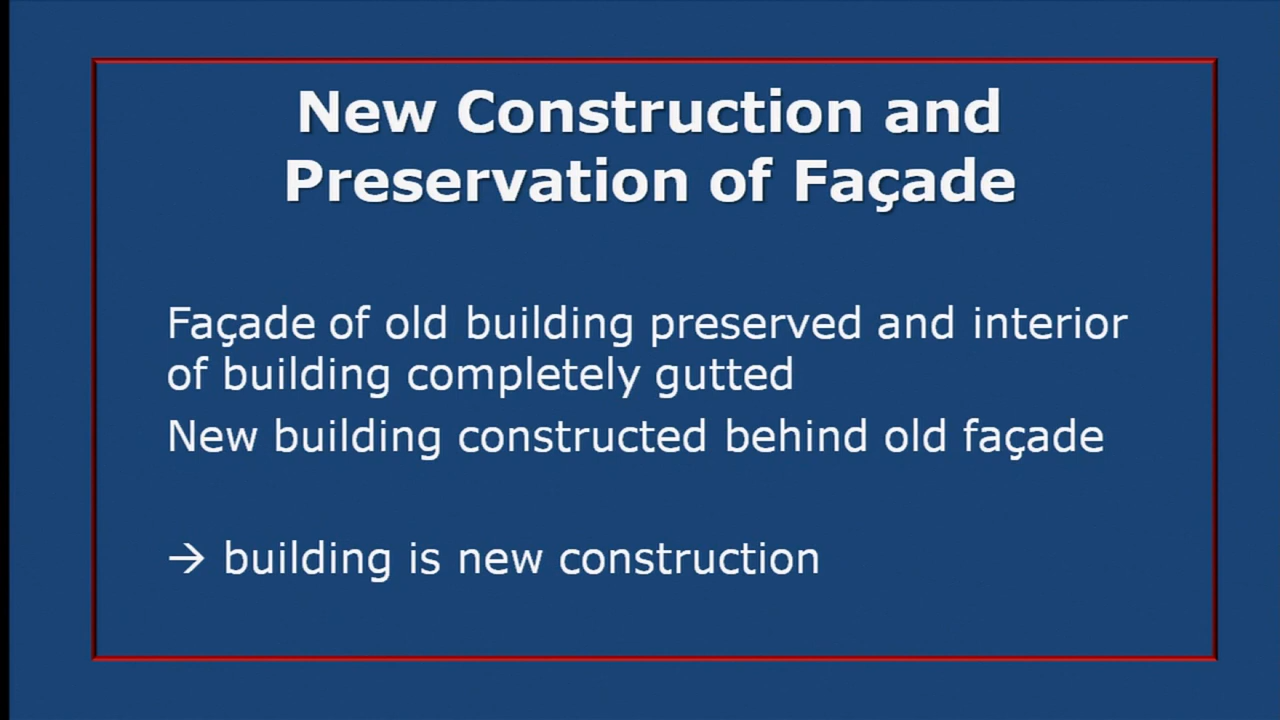 New Construction and
Preservation of Façade
Façade of old building preserved and interior
of building completely gutted
New building constructed behind old façade
→ building is new construction